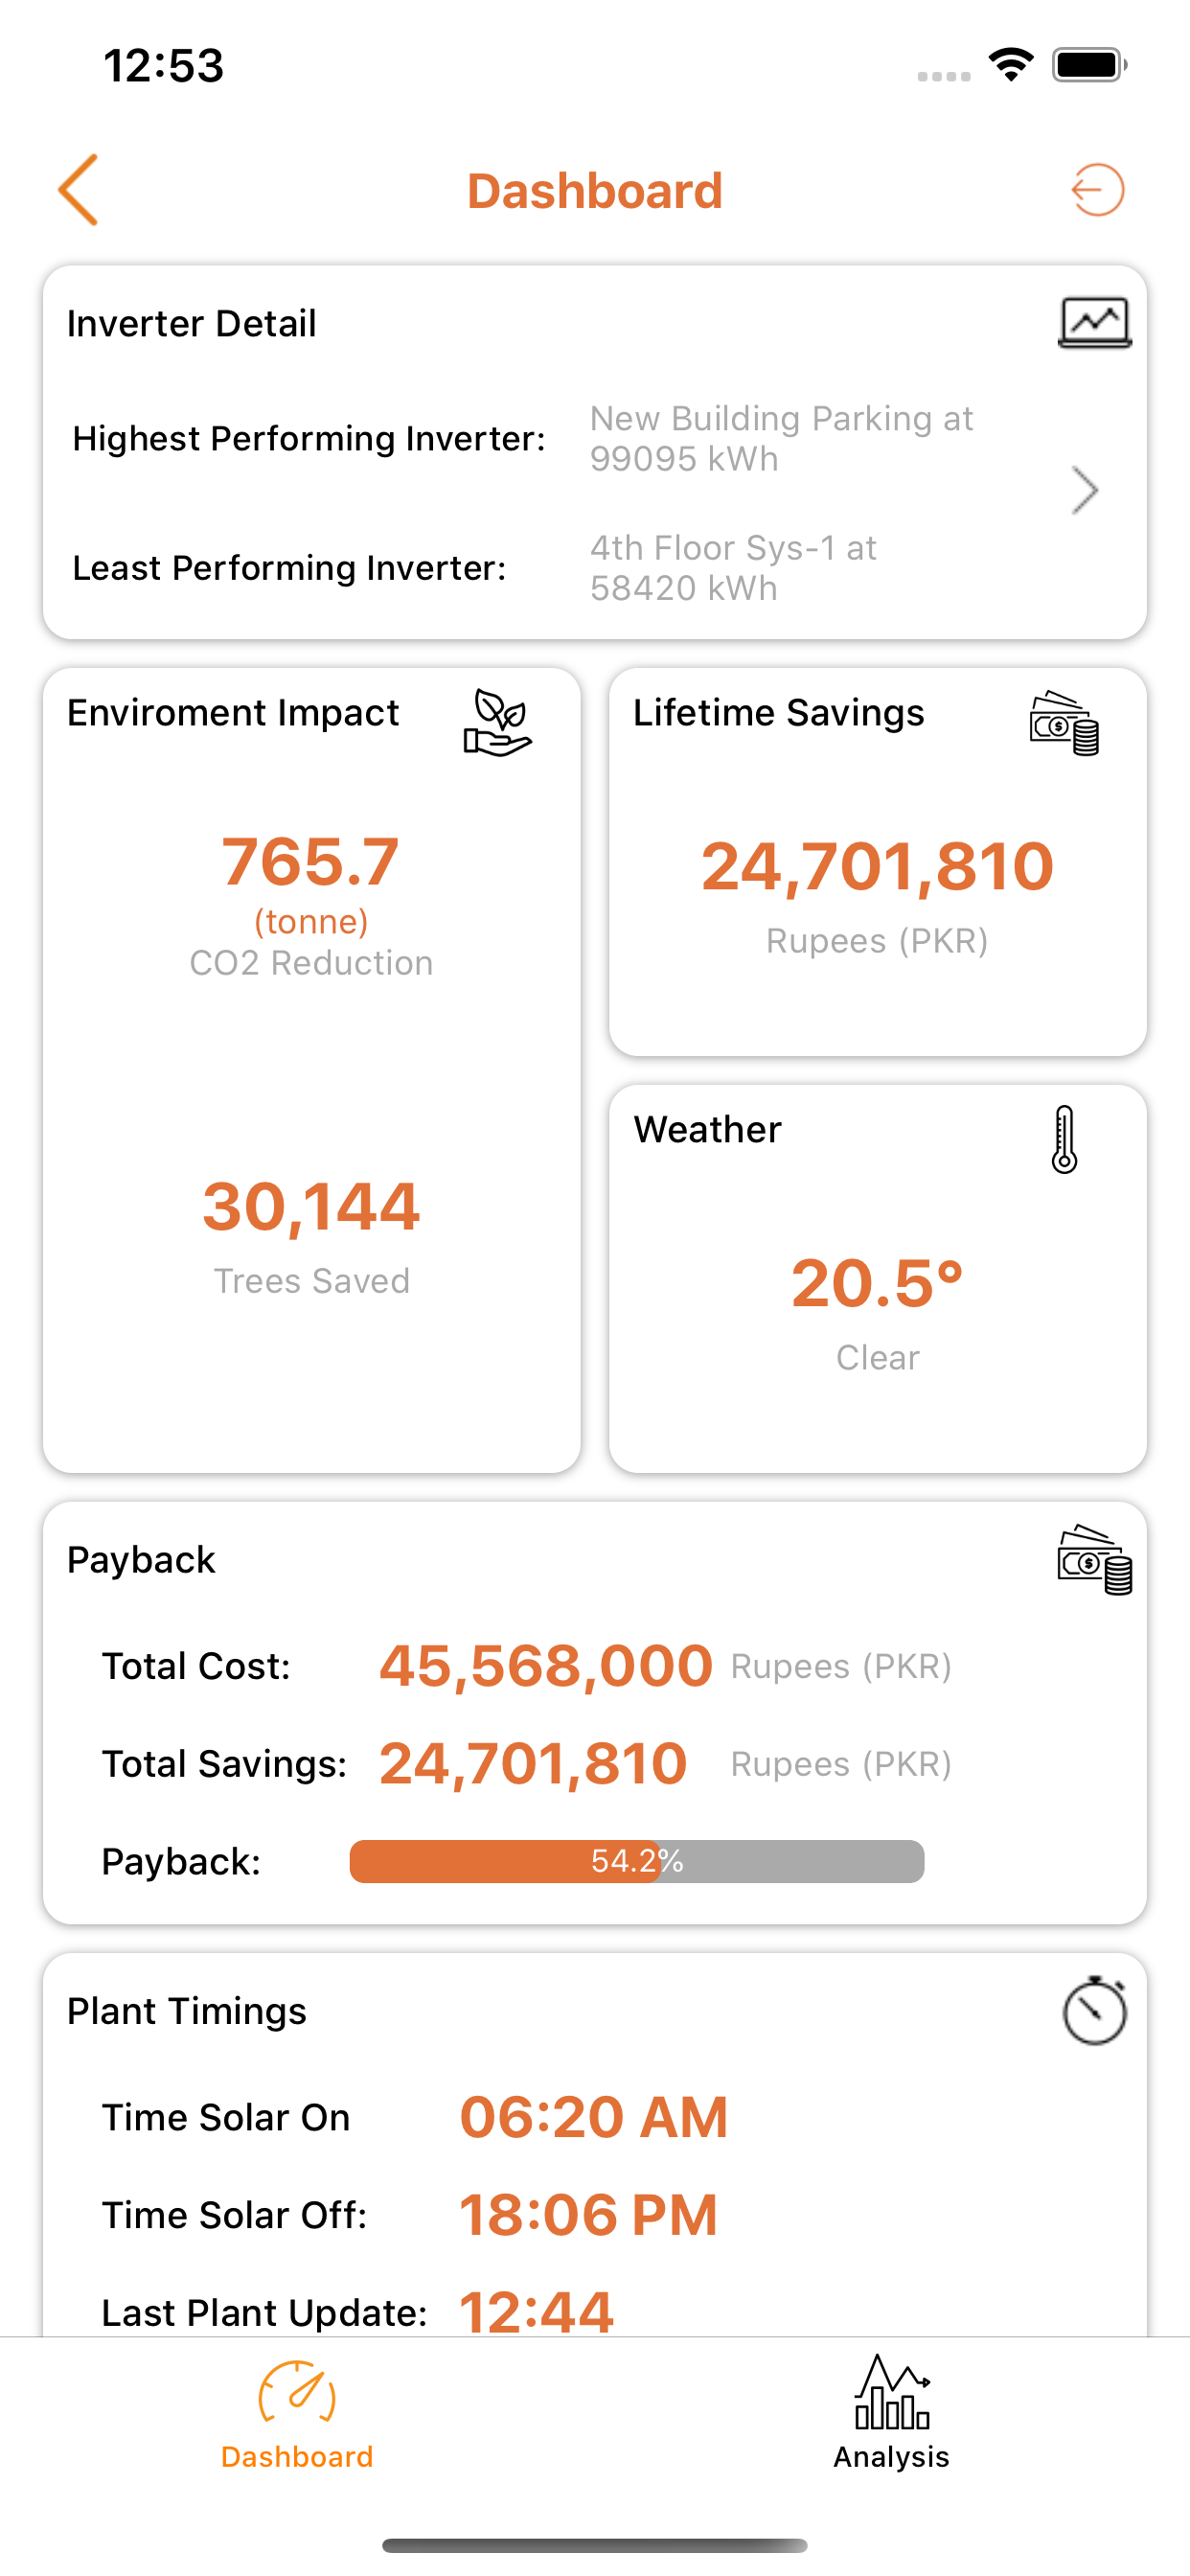 12:53
Dashboard
Inverter Detail
Highest Performing Inverter:
New Building Parking at
99095 kWh
Least Performing Inverter:
4th Floor Sys-1 at
58420 kWh
Enviroment Impact
765.7
(tonne)
CO2 Reduction
30,144
Trees Saved
Lifetime Savings
24,701,810
Rupees (PKR)
Weather
20.5°
Clear
Payback
Total Cost: 45,568,000 Rupees (PKR)
Total Savings: 24,701,810 Rupees (PKR)
Payback: 54.2%
Plant Timings
Time Solar On 06:20 AM
Time Solar Off: 18:06 PM
Last Plant Update: 12:44
Dashboard
Analysis